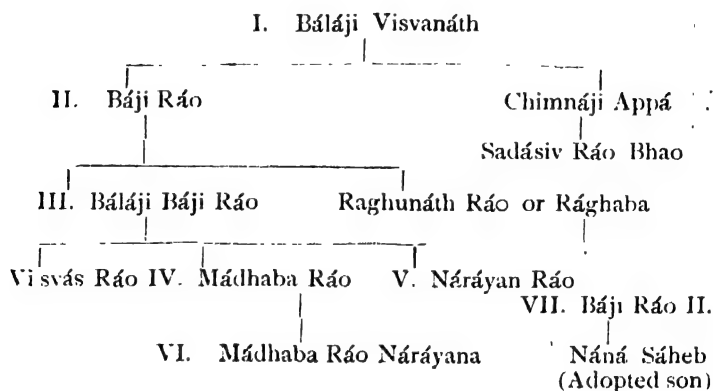 I. Báláji Visvanáth
II. Báji Ráo Chimnáji Appá
Sadásiv Ráo Bhao
III. Báláji Báji Ráo Raghunáth Ráo or Rághaba
Visvás Ráo IV. Mádhaba Ráo V. Náráyan Ráo
VII. Báji Ráo II.
VI. Mádhaba Ráo Náráyana Náná Sáheb
(Adopted son)